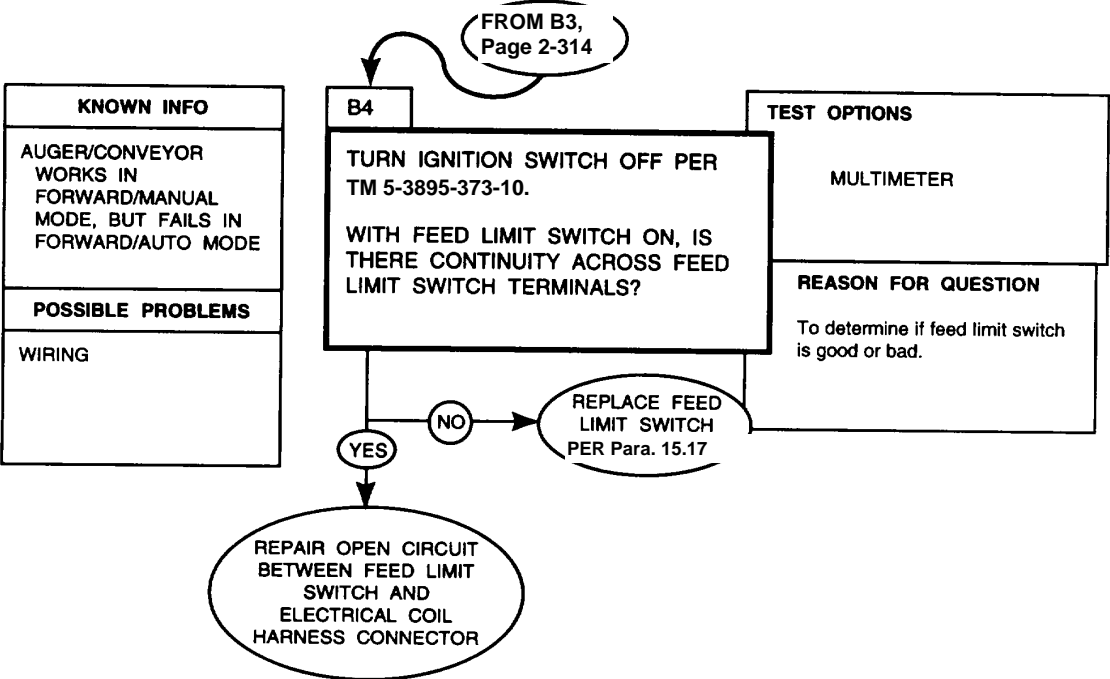 FROM B3,
Page 2-314
KNOWN INFO
AUGER/CONVEYOR
WORKS IN
FORWARD/MANUAL
MODE, BUT FAILS IN
FORWARD/AUTO MODE
POSSIBLE PROBLEMS
WIRING
B4
TURN IGNITION SWITCH OFF PER
TM 5-3895-373-10.
WITH FEED LIMIT SWITCH ON, IS
THERE CONTINUITY ACROSS FEED
LIMIT SWITCH TERMINALS?
TEST OPTIONS
MULTIMETER
REASON FOR QUESTION
To determine if feed limit switch
is good or bad.
NO
REPLACE FEED
LIMIT SWITCH
PER Para. 15.17
YES
REPAIR OPEN CIRCUIT
BETWEEN FEED LIMIT
SWITCH AND
ELECTRICAL COIL
HARNESS CONNECTOR